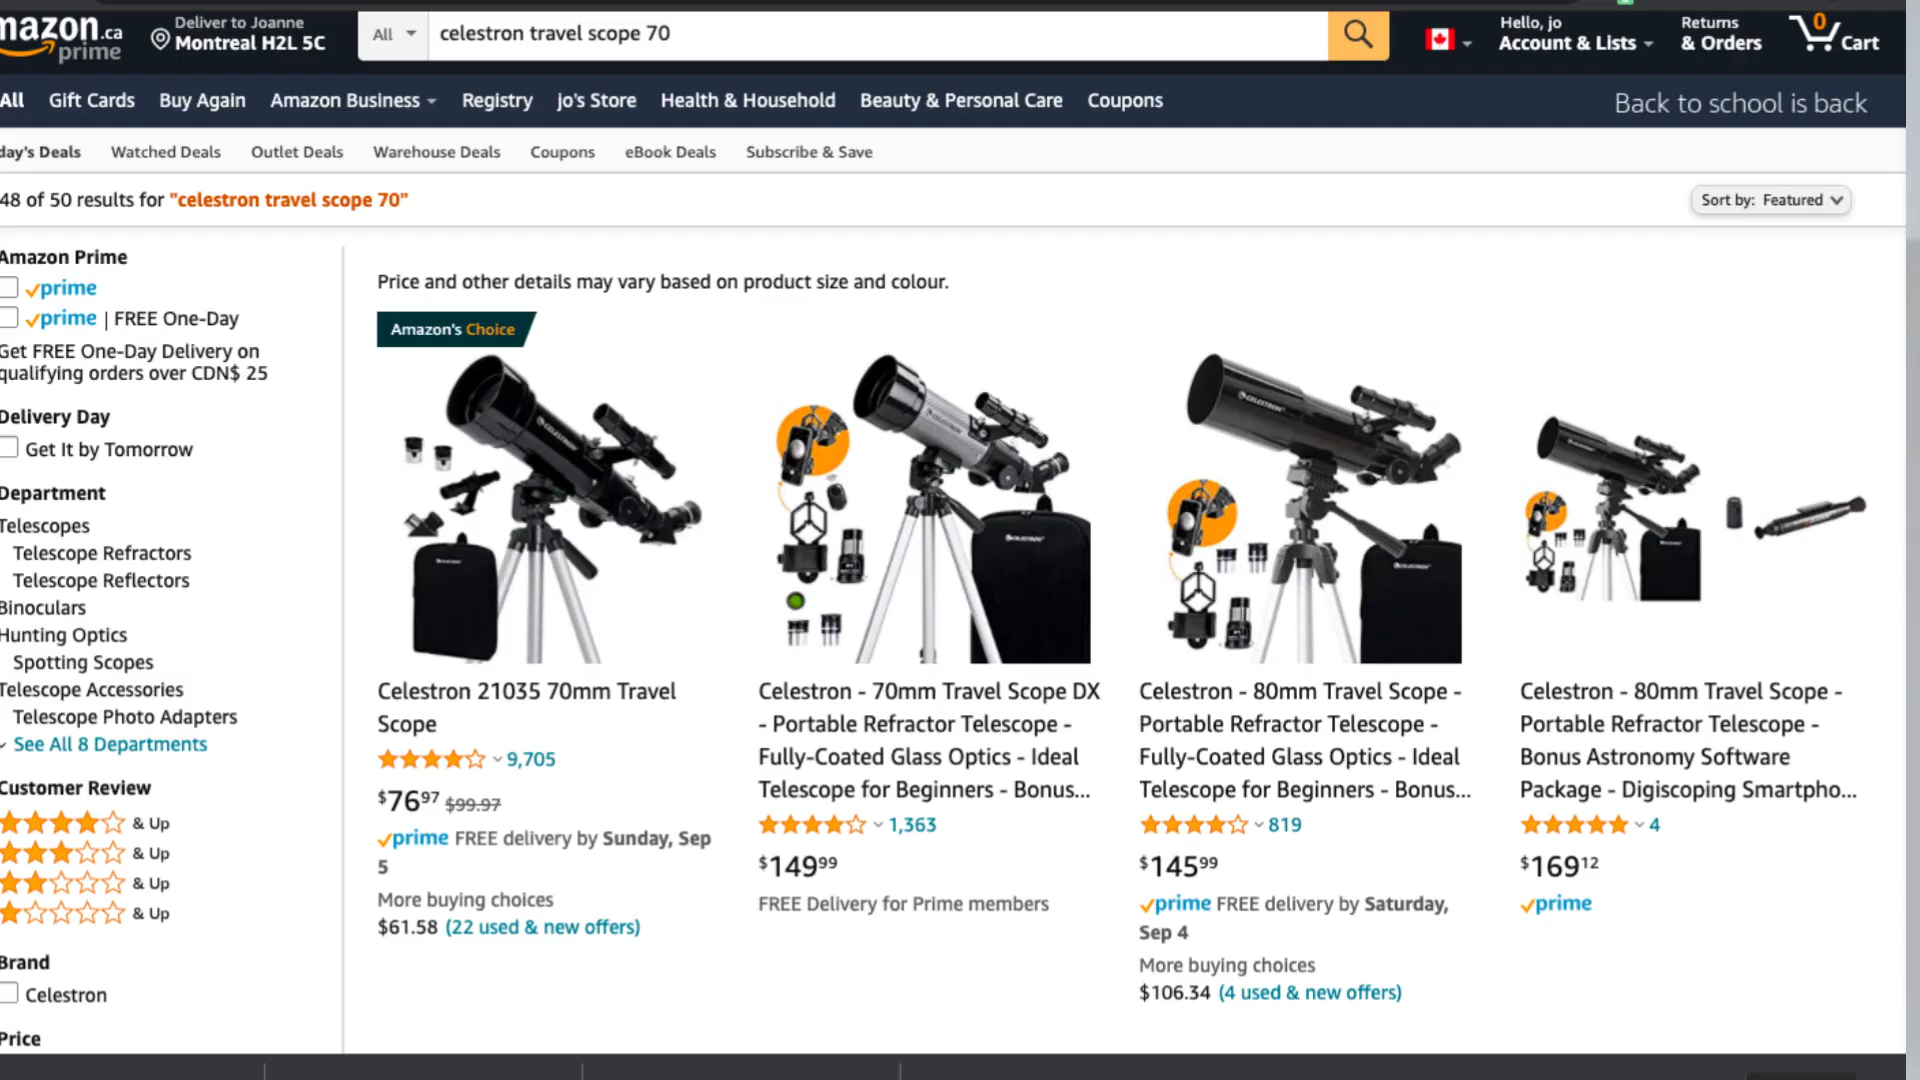 mazon.ca
prime
Deliver to Joanne
Montreal H2L 5C
All
celestron travel scope 70
Hello, jo
Account & Lists
Returns
& Orders
0
Cart
All
Gift Cards
Buy Again
Amazon Business
Registry
jo's Store
Health & Household
Beauty & Personal Care
Coupons
Back to school is back
day's Deals
Watched Deals
Outlet Deals
Warehouse Deals
Coupons
eBook Deals
Subscribe & Save
48 of 50 results for "celestron travel scope 70"
Sort by: Featured
Amazon Prime
prime
prime | FREE One-Day
Get FREE One-Day Delivery on
qualifying orders over CDN$ 25
Delivery Day
Get It by Tomorrow
Department
Telescopes
Telescope Refractors
Telescope Reflectors
Binoculars
Hunting Optics
Spotting Scopes
Telescope Accessories
Telescope Photo Adapters
See All 8 Departments
Customer Review
& Up
& Up
& Up
& Up
Brand
Celestron
Price
Price and other details may vary based on product size and colour.
Amazon's Choice
CELESTRON
Celestron 21035 70mm Travel
Scope
9,705
$7697 $99.97
prime FREE delivery by Sunday, Sep
5
More buying choices
$61.58 (22 used & new offers)
CELESTRON
Celestron - 70mm Travel Scope DX
- Portable Refractor Telescope -
Fully-Coated Glass Optics - Ideal
Telescope for Beginners - Bonus...
1,363
$14999
FREE Delivery for Prime members
CELESTRON
CELESTRON
Celestron - 80mm Travel Scope -
Portable Refractor Telescope -
Fully-Coated Glass Optics - Ideal
Telescope for Beginners - Bonus...
819
$14599
prime FREE delivery by Saturday,
Sep 4
More buying choices
$106.34 (4 used & new offers)
Celestron - 80mm Travel Scope -
Portable Refractor Telescope -
Bonus Astronomy Software
Package - Digiscoping Smartpho...
4
$16912
prime